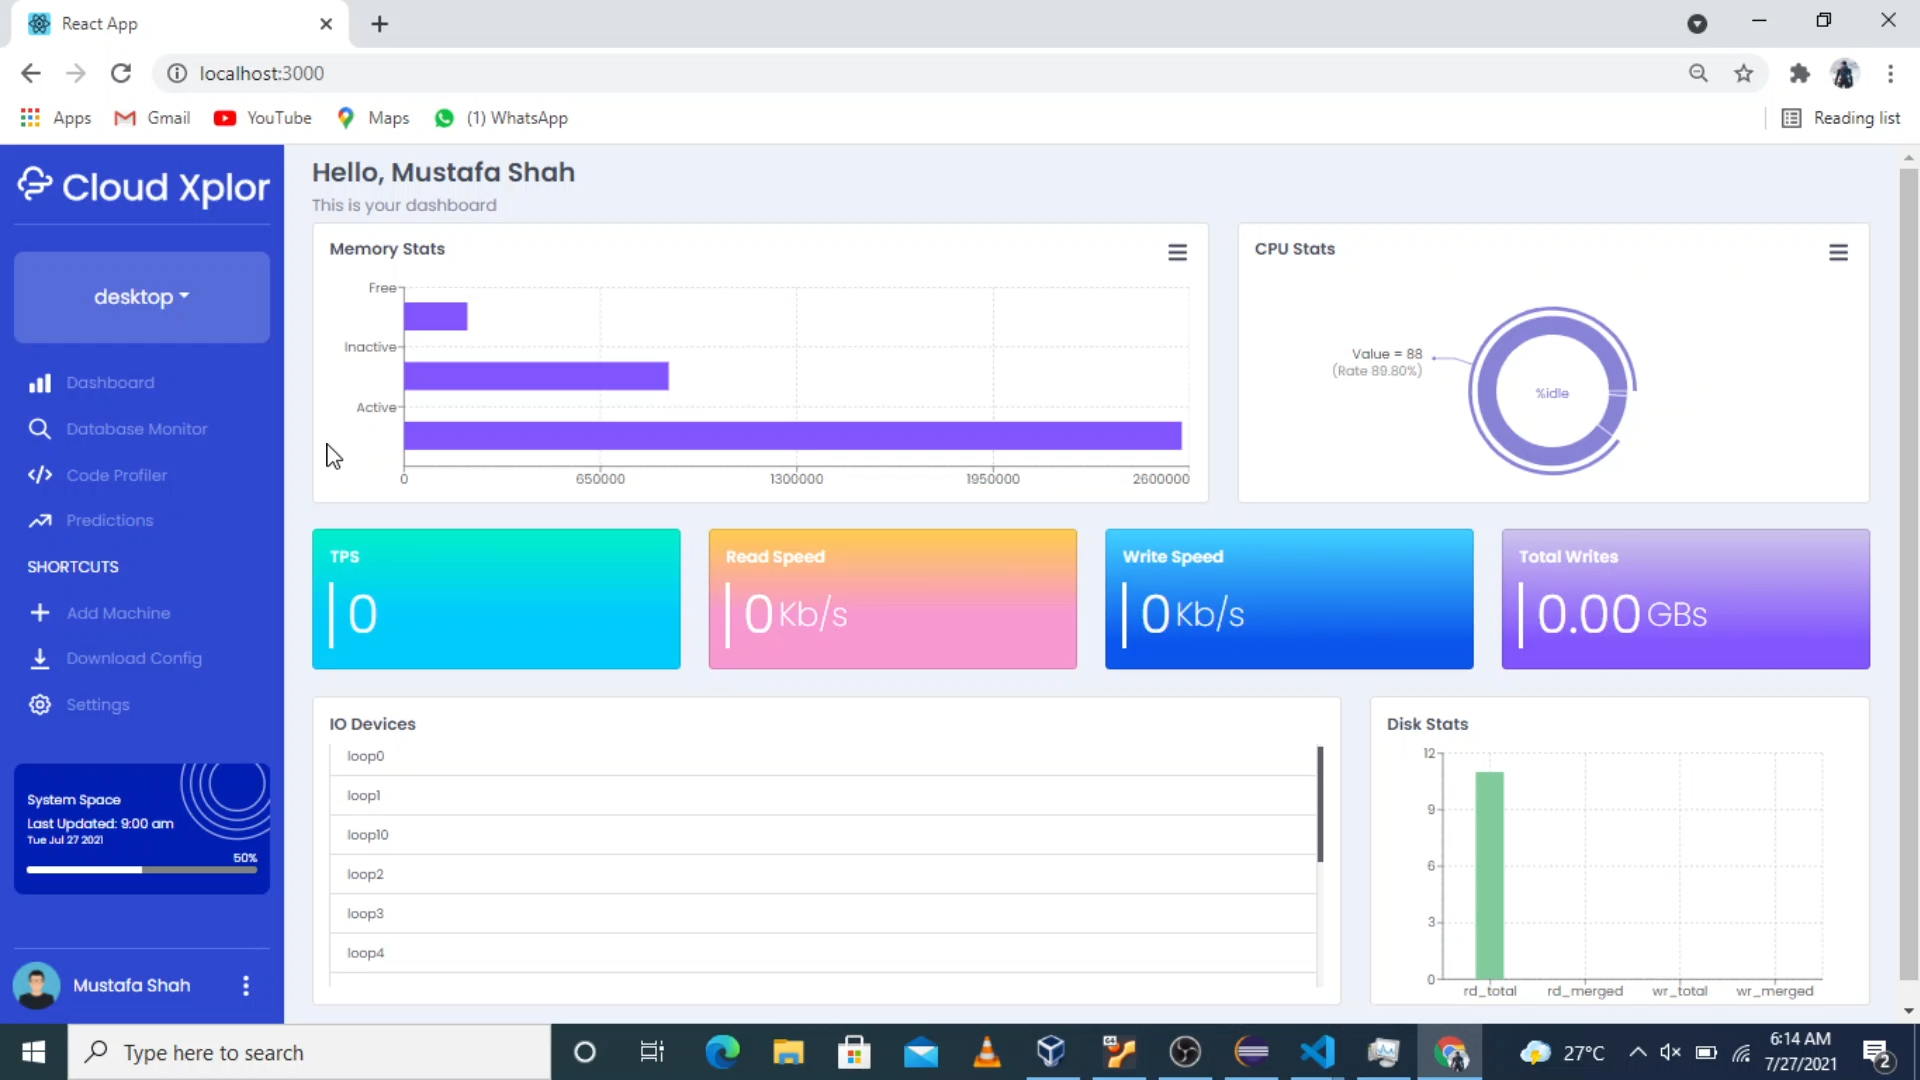 React App
localhost:3000
Apps
Gmail
YouTube
Maps
(1) WhatsApp
Reading list
Cloud Xplor
desktop
Dashboard
Database Monitor
Code Profiler
Predictions
SHORTCUTS
Add Machine
Download Config
Settings
System Space
Last Updated: 9:00 am
Tue Jul 27 2021
50%
Mustafa Shah
Hello, Mustafa Shah
This is your dashboard
Memory Stats
Free
Inactive
Active
0 650000 1300000 1950000 2600000
CPU Stats
Value = 88
(Rate 89.80%)
%idle
TPS
0
Read Speed
0 Kb/s
Write Speed
0 Kb/s
Total Writes
0.00 GBs
IO Devices
loop0
loop1
loop10
loop2
loop3
loop4
Disk Stats
12
9
6
3
0
rd_total rd_merged wr_total wr_merged
Type here to search
64
27°C
6:14 AM
7/27/2021
2